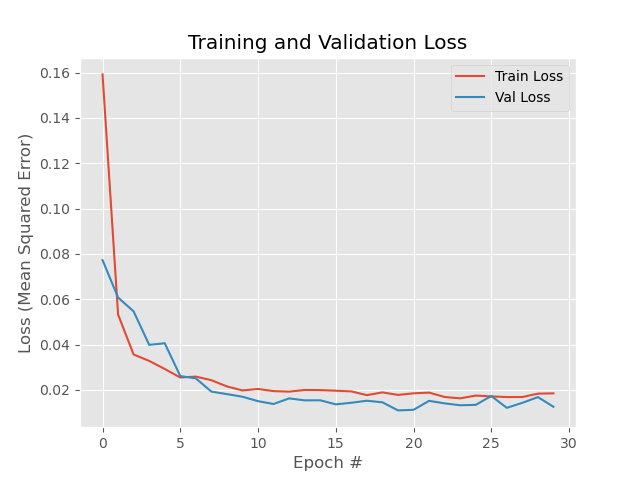 Training and Validation Loss
Train Loss
Val Loss
Loss (Mean Squared Error)
0.16
0.14
0.12
0.10
0.08
0.06
0.04
0.02
0 5 10 15 20 25 30
Epoch #